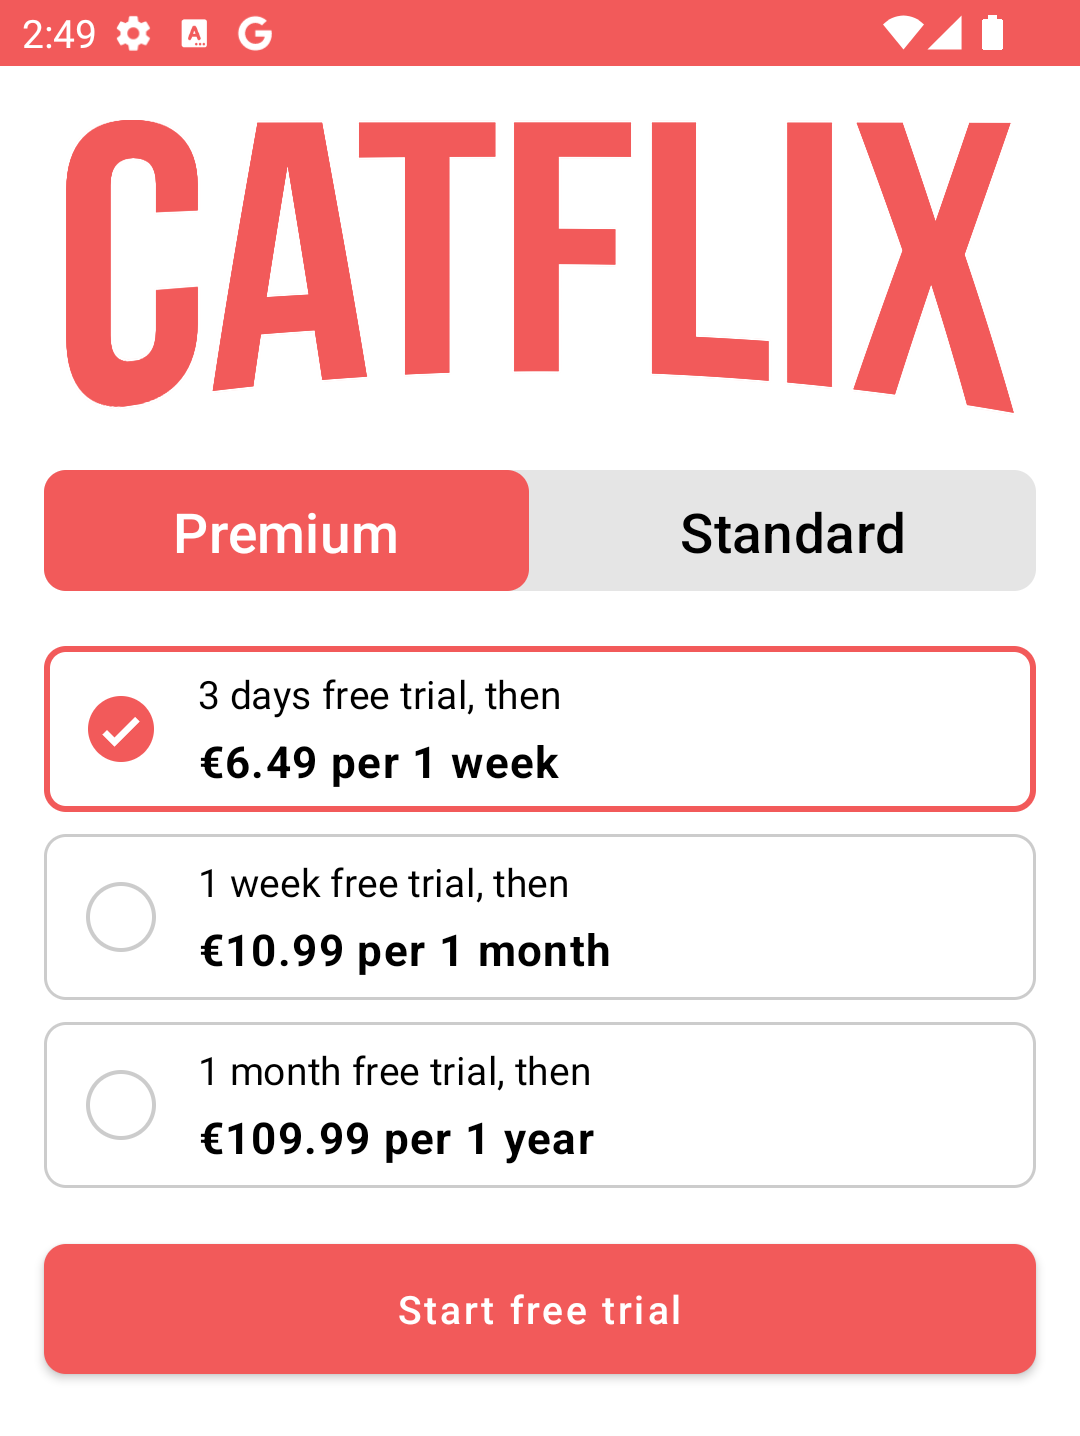 2:49
CATFLIX
Premium
Standard
3 days free trial, then
€6.49 per 1 week
1 week free trial, then
€10.99 per 1 month
1 month free trial, then
€109.99 per 1 year
Start free trial